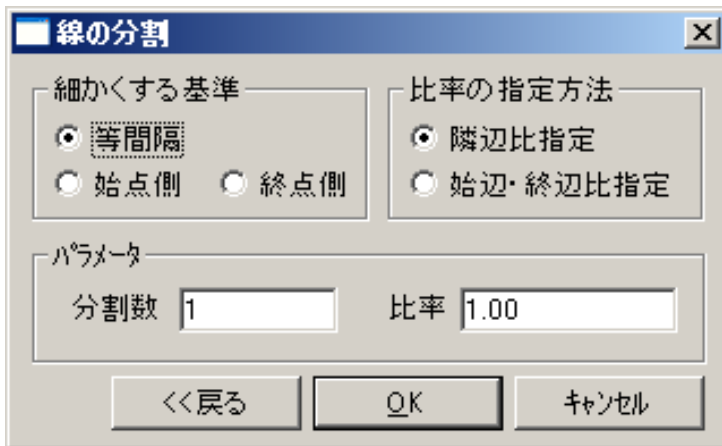 線の分割
細かくする基準
等間隔
始点側 終点側
比率の指定方法
隣辺比指定
始辺・終辺比指定
パラメータ
分割数 1 比率 1.00
<<戻る OK キャンセル